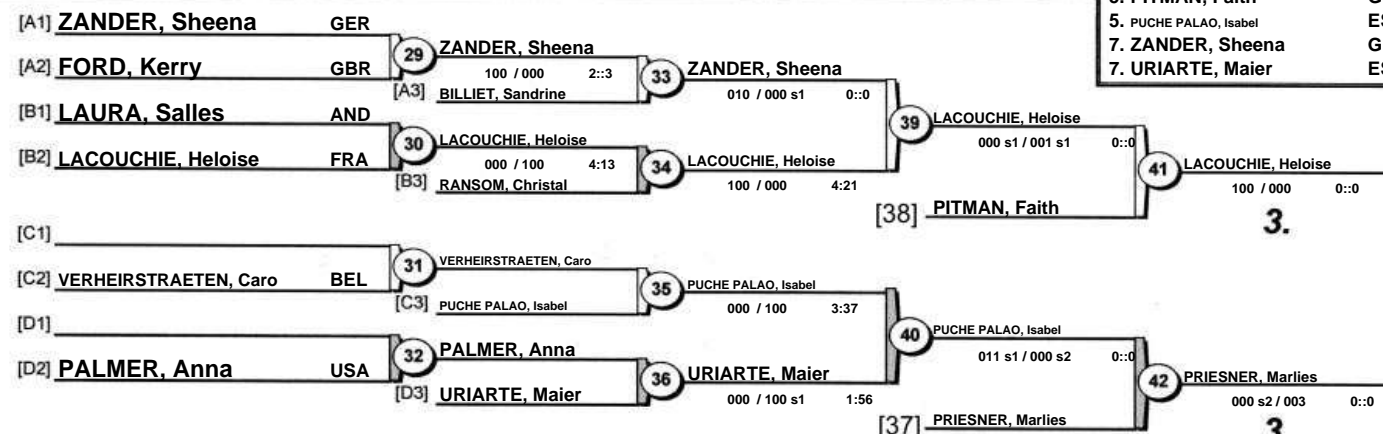 5. PITMAN, Faith
5. PUCHE PALAO, Isabel ES
7. ZANDER, Sheena G
7. URIARTE, Maier ES
[A1] ZANDER, Sheena GER
[A2] FORD, Kerry GBR
29
ZANDER, Sheena
100 / 000 2::3
[A3] BILLIET, Sandrine
33
ZANDER, Sheena
010 / 000 s1 0::0
[B1] LAURA, Salles AND
[B2] LACOUCHIE, Heloise FRA
30
LACOUCHIE, Heloise
000 / 100 4:13
[B3] RANSOM, Christal
34
LACOUCHIE, Heloise
100 / 000 4:21
39
LACOUCHIE, Heloise
000 s1 / 001 s1 0::0
[38] PITMAN, Faith
41
LACOUCHIE, Heloise
100 / 000 0::0
3.
[C1]
[C2] VERHEIRSTRAETEN, Caro BEL
31
VERHEIRSTRAETEN, Caro
[C3] PUCHE PALAO, Isabel
35
PUCHE PALAO, Isabel
000 / 100 3:37
[D1]
[D2] PALMER, Anna USA
32
PALMER, Anna
[D3] URIARTE, Maier
36
URIARTE, Maier
000 / 100 s1 1:56
40
PUCHE PALAO, Isabel
011 s1 / 000 s2 0::0
[37] PRIESNER, Marlies
42
PRIESNER, Marlies
000 s2 / 003 0::0
3